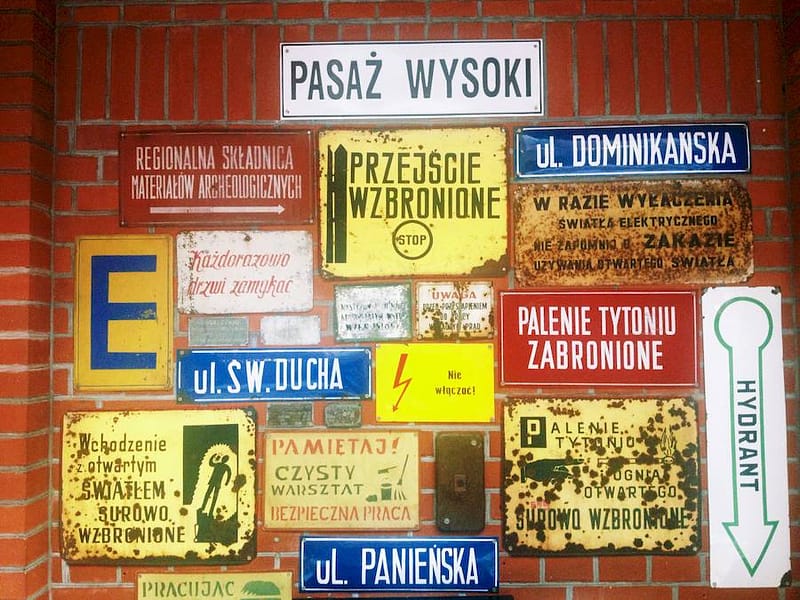 PASAŻ WYSOKI
REGIONALNA SKŁADNICA
MATERIAŁÓW ARCHEOLOGICZNYCH
PRZEJŚCIE
WZBRONIONE
STOP
ul. DOMINIKAŃSKA
W RAZIE WYŁĄCZENIA
ŚWIATŁA ELEKTRYCZNEGO
NIE ZAPOMNIJ O ZAKAZIE
UŻYWANIA OTWARTEGO ŚWIATŁA
E
Każdorazowo
drzwi zamykać
UWAGA
PALENIE TYTONIU
ZABRONIONE
HYDRANT
ul. ŚW. DUCHA
Nie
włączać!
Wchodzenie
z otwartym
ŚWIATŁEM
SUROWO
WZBRONIONE
PAMIĘTAJ!
CZYSTY
WARSZTAT
BEZPIECZNA PRACA
PALENIE
TYTONIU
OGNIA
OTWARTEGO
SUROWO WZBRONIONE
ul. PANIEŃSKA
PRACUJĄC